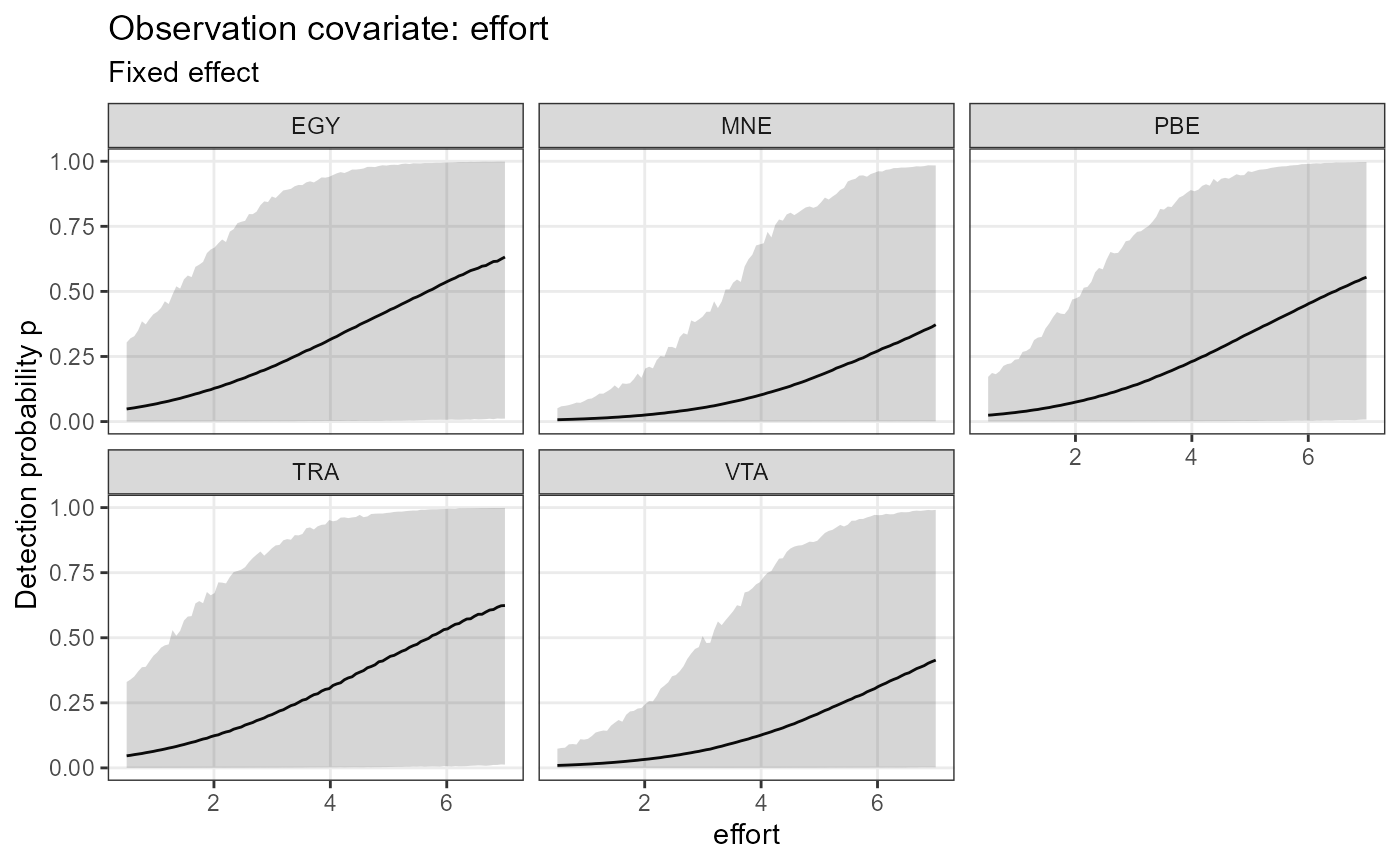 Observation covariate: effort
Fixed effect
EGY
MNE
PBE
1.00
0.75
0.50
0.25
0.00
2
4
6
TRA
VTA
1.00
0.75
0.50
0.25
0.00
2
4
6
2
4
6
Detection probability p
effort